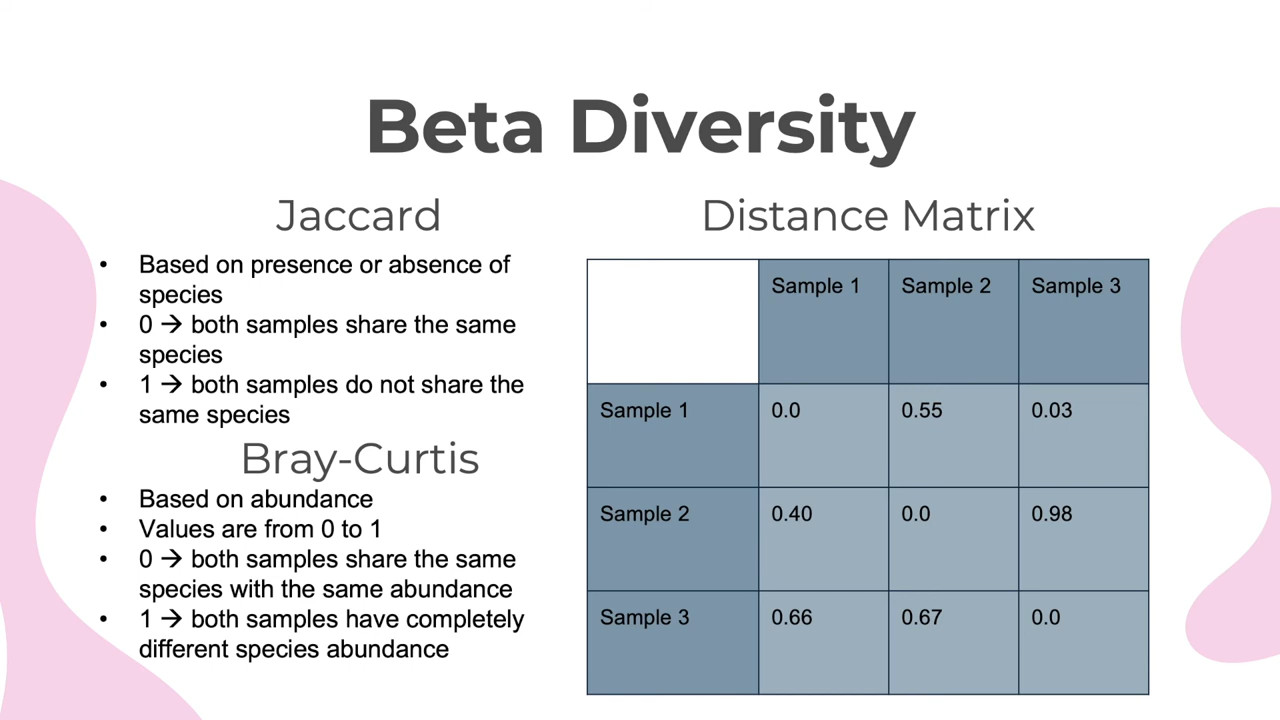 Beta Diversity
Jaccard
• Based on presence or absence of
species
• 0 → both samples share the same
species
• 1 → both samples do not share the
same species
Bray-Curtis
• Based on abundance
• Values are from 0 to 1
• 0 → both samples share the same
species with the same abundance
• 1 → both samples have completely
different species abundance
Distance Matrix
Sample 1 Sample 2 Sample 3
Sample 1 0.0 0.55 0.03
Sample 2 0.40 0.0 0.98
Sample 3 0.66 0.67 0.0